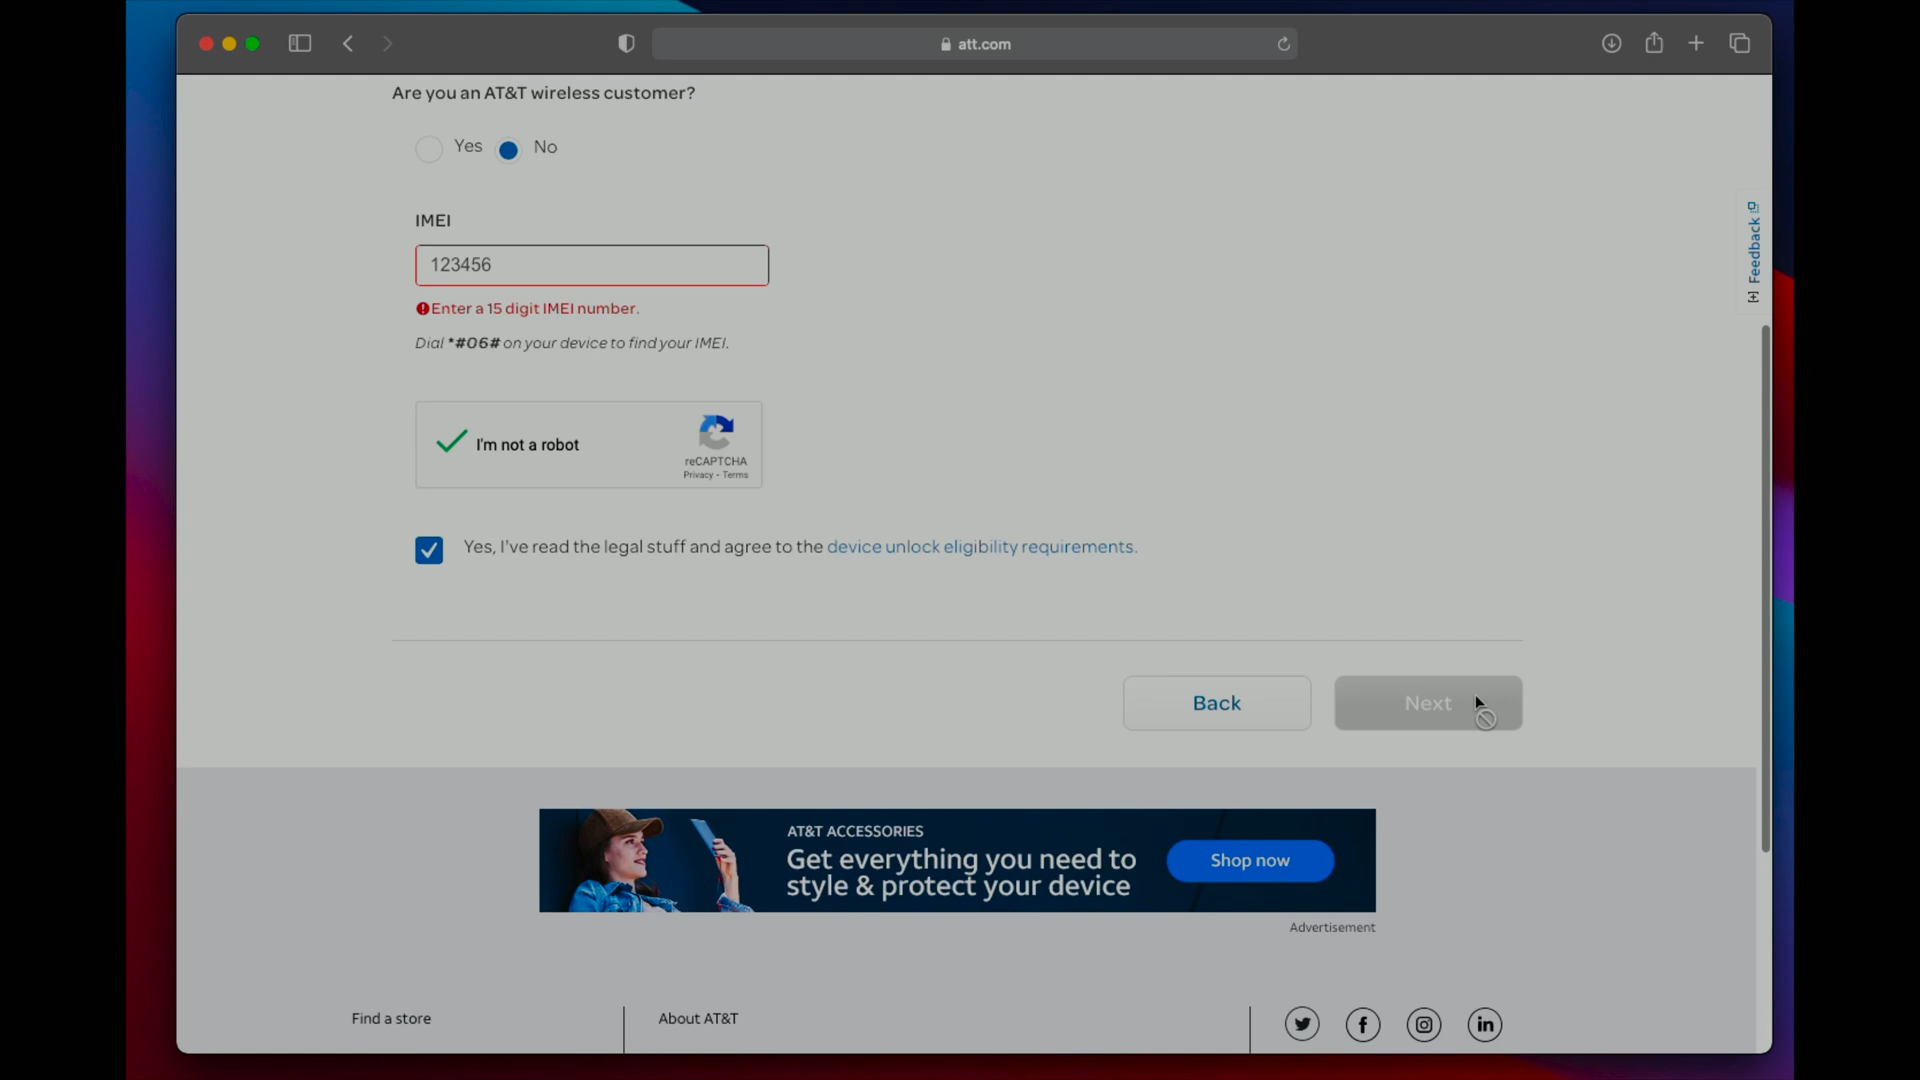 att.com
Are you an AT&T wireless customer?
Yes No
IMEI
123456
Enter a 15 digit IMEI number.
Dial *#06# on your device to find your IMEI.
I'm not a robot
reCAPTCHA
Privacy - Terms
Yes, I've read the legal stuff and agree to the device unlock eligibility requirements.
Back Next
[+] Feedback
AT&T ACCESSORIES
Get everything you need to
style & protect your device
Shop now
Advertisement
Find a store
About AT&T